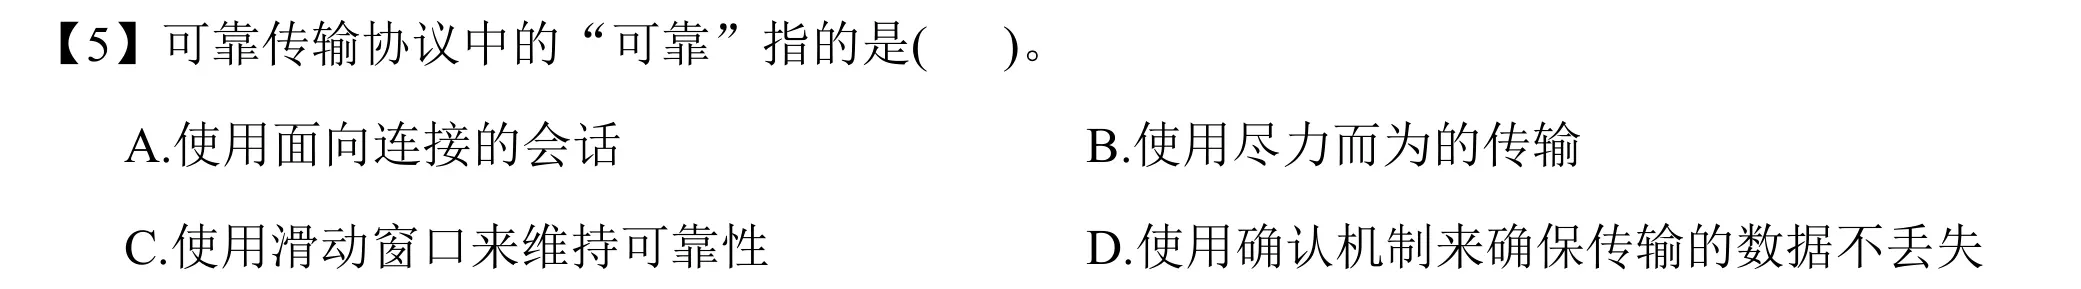 【5】可靠传输协议中的“可靠”指的是(　　)。
A.使用面向连接的会话　　B.使用尽力而为的传输
C.使用滑动窗口来维持可靠性　　D.使用确认机制来确保传输的数据不丢失